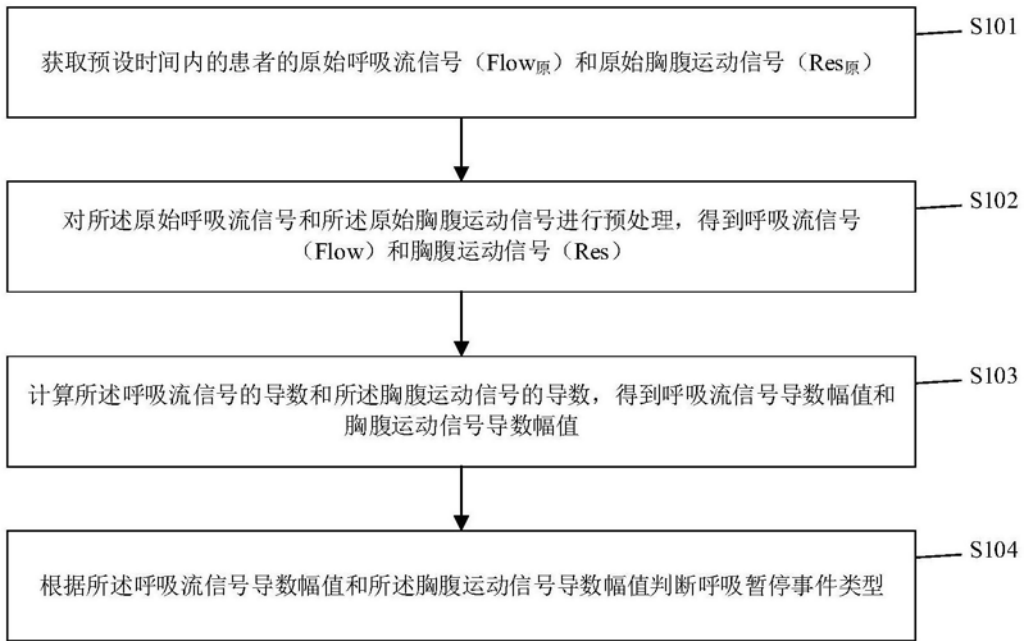 获取预设时间内的患者的原始呼吸流信号（Flow原）和原始胸腹运动信号（Res原）
S101
对所述原始呼吸流信号和所述原始胸腹运动信号进行预处理，得到呼吸流信号
（Flow）和胸腹运动信号（Res）
S102
计算所述呼吸流信号的导数和所述胸腹运动信号的导数，得到呼吸流信号导数幅值和
胸腹运动信号导数幅值
S103
根据所述呼吸流信号导数幅值和所述胸腹运动信号导数幅值判断呼吸暂停事件类型
S104